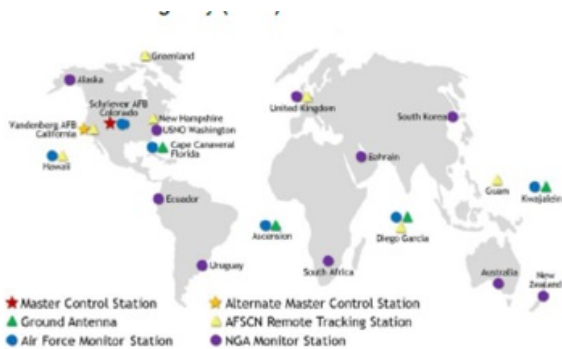 Greenland
Alaska
Schriever AFB
Colorado
Vandenberg AFB
California
New Hampshire
USNO Washington
Cape Canaveral
Florida
Hawaii
United Kingdom
South Korea
Bahrain
Guam
Kwajalein
Ecuador
Ascension
Diego Garcia
Uruguay
South Africa
Australia
New
Zealand
Master Control Station
Alternate Master Control Station
Ground Antenna
AFSCN Remote Tracking Station
Air Force Monitor Station
NGA Monitor Station